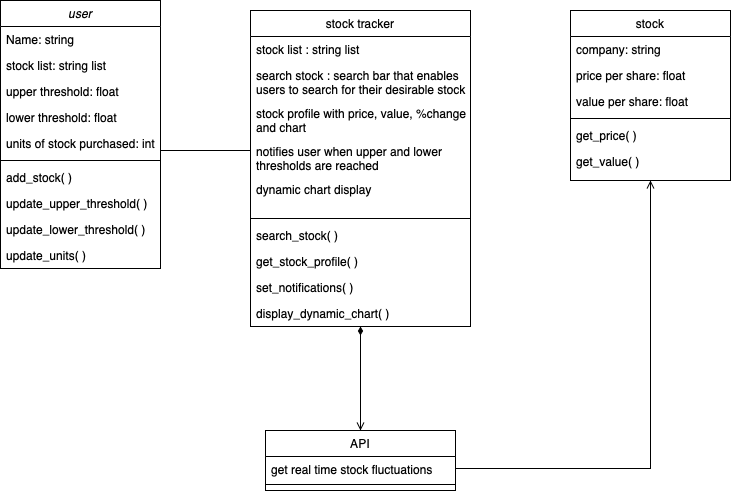 user
Name: string
stock list: string list
upper threshold: float
lower threshold: float
units of stock purchased: int
add_stock( )
update_upper_threshold( )
update_lower_threshold( )
update_units( )
stock tracker
stock list : string list
search stock : search bar that enables
users to search for their desirable stock
stock profile with price, value, %change
and chart
notifies user when upper and lower
thresholds are reached
dynamic chart display
search_stock( )
get_stock_profile( )
set_notifications( )
display_dynamic_chart( )
stock
company: string
price per share: float
value per share: float
get_price( )
get_value( )
API
get real time stock fluctuations